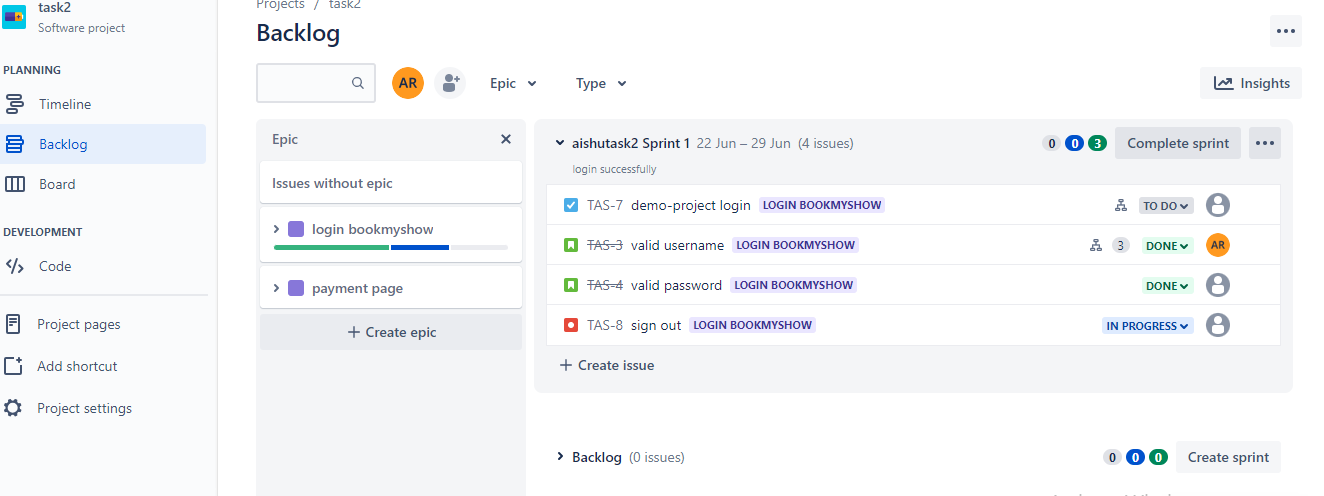 task2
Software project
PLANNING
Timeline
Backlog
Board
DEVELOPMENT
Code
Project pages
Add shortcut
Project settings
Projects / task2
Backlog
AR
Epic
Type
Insights
Epic
Issues without epic
login bookmyshow
payment page
+ Create epic
aishutask2 Sprint 1 22 Jun – 29 Jun (4 issues) 0 0 3 Complete sprint
login successfully
TAS-7 demo-project login LOGIN BOOKMYSHOW TO DO
TAS-3 valid username LOGIN BOOKMYSHOW 3 DONE AR
TAS-4 valid password LOGIN BOOKMYSHOW DONE
TAS-8 sign out LOGIN BOOKMYSHOW IN PROGRESS
+ Create issue
Backlog (0 issues) 0 0 0 Create sprint